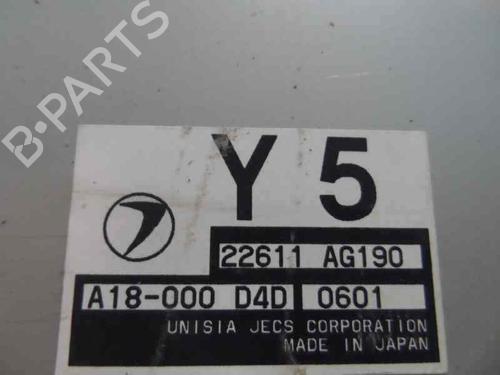 B-PARTS
Y 5
22611 AG190
A18-000 D4D 0601
UNISIA JECS CORPORATION
MADE IN JAPAN